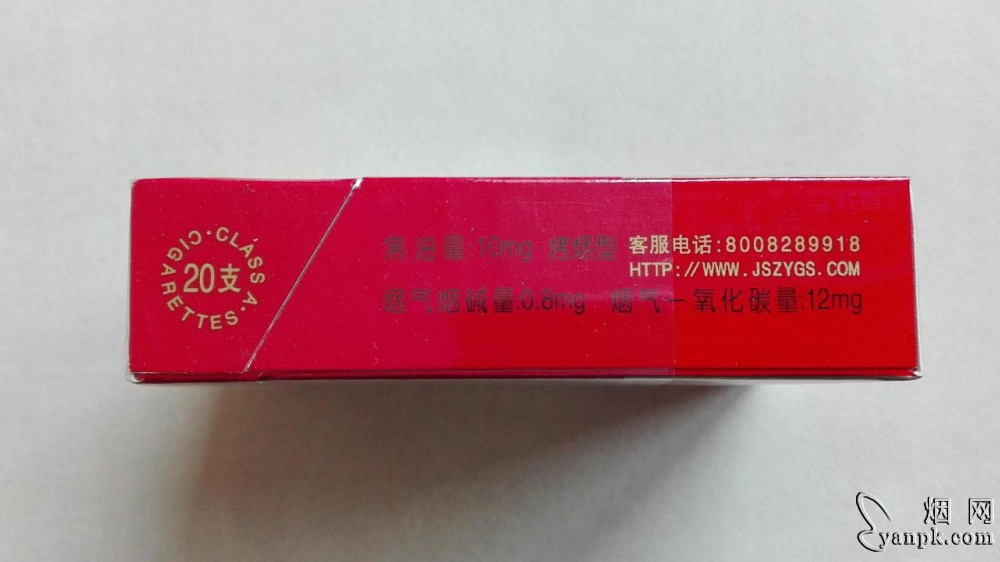 CLASS A·CIGARETTES·
20支
焦油量:10mg 烤烟型
客服电话:8008289918
HTTP://WWW.JSZYGS.COM
烟气烟碱量:0.8mg 烟气一氧化碳量:12mg
烟网
yanpk.com